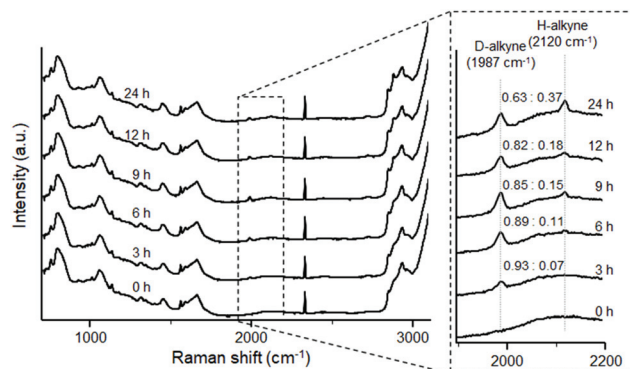 H-alkyne
(2120 cm⁻¹)
D-alkyne
(1987 cm⁻¹)
24 h
12 h
9 h
6 h
3 h
0 h
0.63 : 0.37
24 h
0.82 : 0.18
12 h
0.85 : 0.15
9 h
0.89 : 0.11
6 h
0.93 : 0.07
3 h
0 h
Intensity (a.u.)
1000
2000
3000
2000
2200
Raman shift (cm⁻¹)